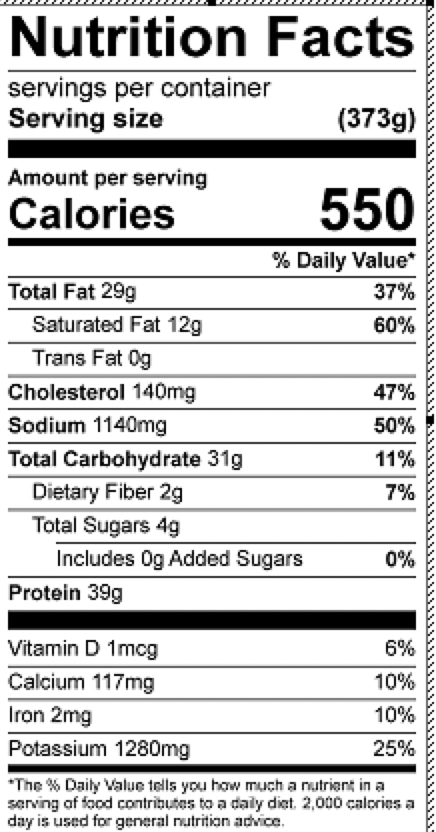 Nutrition Facts
servings per container
Serving size (373g)
Amount per serving
Calories 550
% Daily Value*
Total Fat 29g 37%
Saturated Fat 12g 60%
Trans Fat 0g
Cholesterol 140mg 47%
Sodium 1140mg 50%
Total Carbohydrate 31g 11%
Dietary Fiber 2g 7%
Total Sugars 4g
Includes 0g Added Sugars 0%
Protein 39g
Vitamin D 1mcg 6%
Calcium 117mg 10%
Iron 2mg 10%
Potassium 1280mg 25%
*The % Daily Value tells you how much a nutrient in a
serving of food contributes to a daily diet. 2,000 calories a
day is used for general nutrition advice.